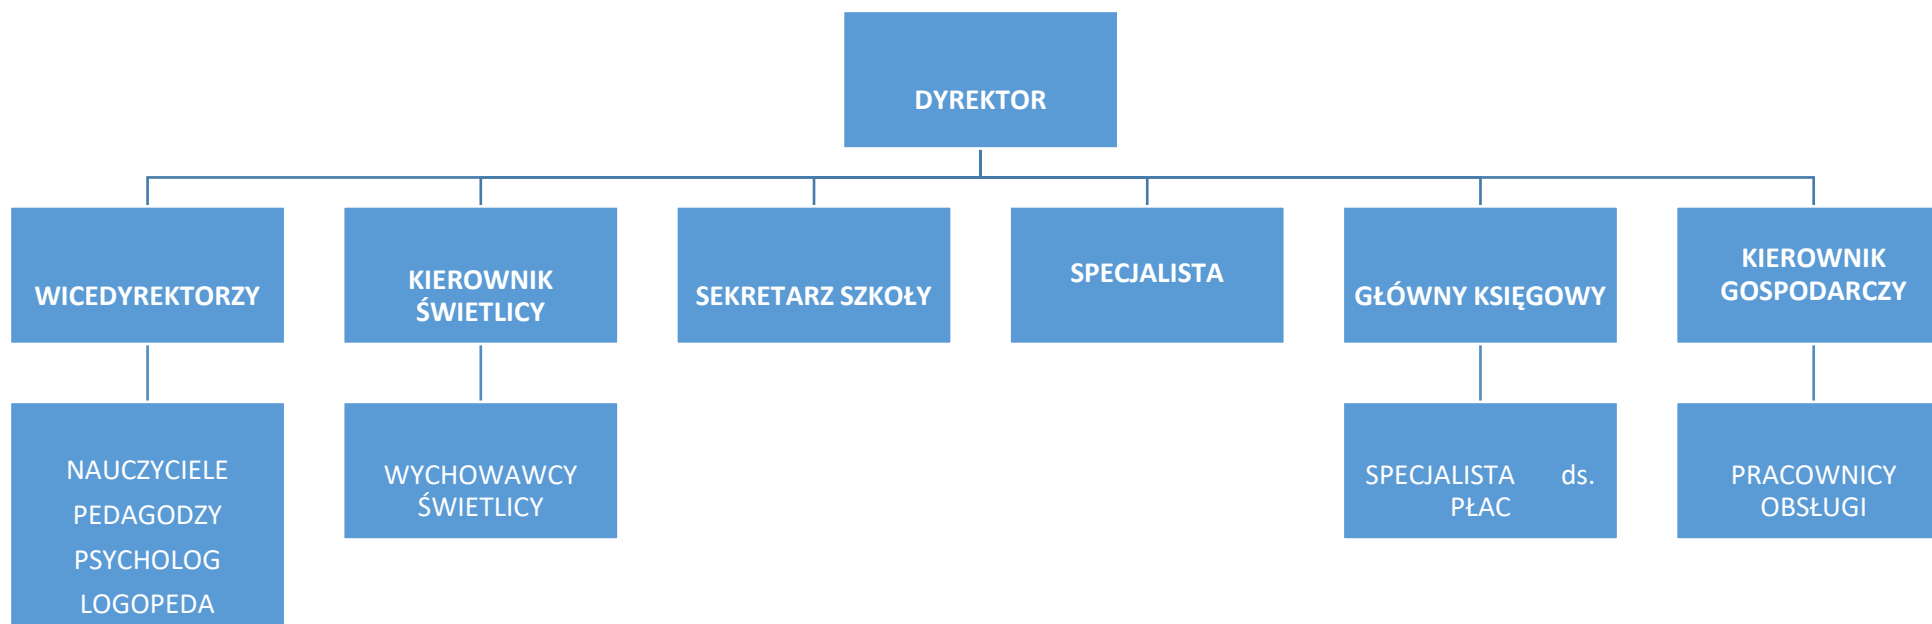 DYREKTOR
WICEDYREKTORZY
KIEROWNIK
ŚWIETLICY
SEKRETARZ SZKOŁY
SPECJALISTA
GŁÓWNY KSIĘGOWY
KIEROWNIK
GOSPODARCZY
NAUCZYCIELE
PEDAGODZY
PSYCHOLOG
LOGOPEDA
WYCHOWAWCY
ŚWIETLICY
SPECJALISTA ds.
PŁAC
PRACOWNICY
OBSŁUGI